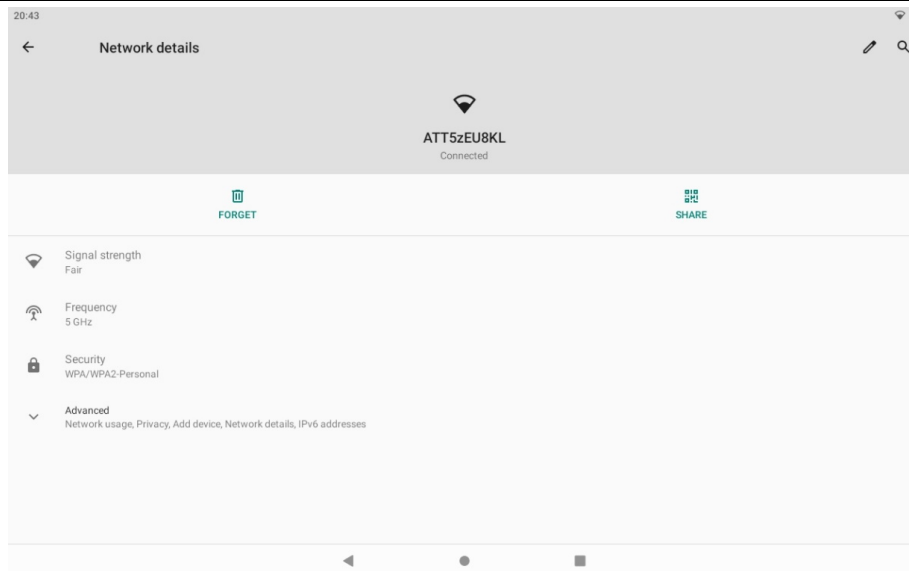 20:43
Network details
ATT5zEU8KL
Connected
FORGET
SHARE
Signal strength
Fair
Frequency
5 GHz
Security
WPA/WPA2-Personal
Advanced
Network usage, Privacy, Add device, Network details, IPv6 addresses